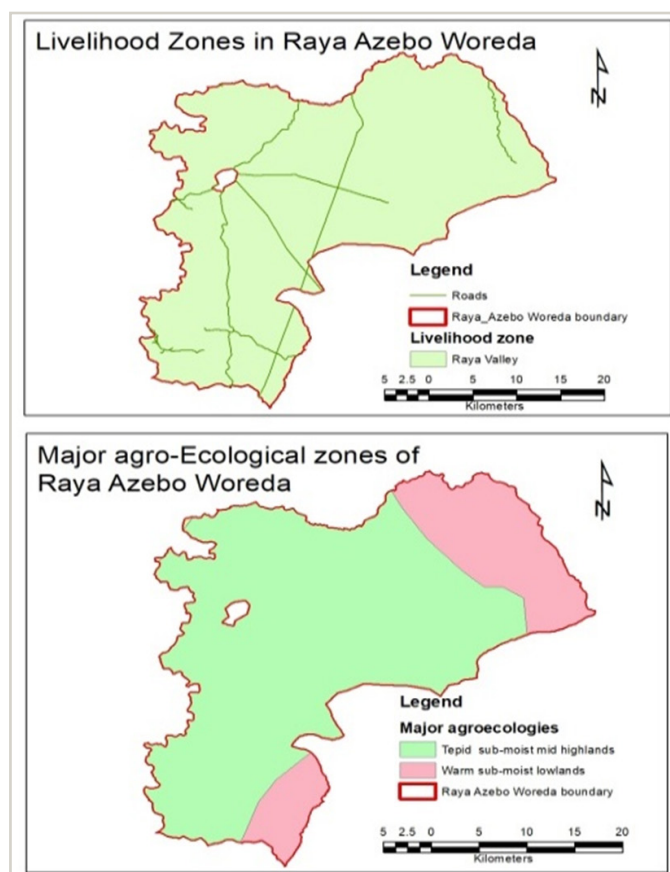 Livelihood Zones in Raya Azebo Woreda
N
Legend
Roads
Raya_Azebo Woreda boundary
Livelihood zone
Raya Valley
5 2.5 0 5 10 15 20
Kilometers
Major agro-Ecological zones of
Raya Azebo Woreda
N
Legend
Major agroecologies
Tepid sub-moist mid highlands
Warm sub-moist lowlands
Raya Azebo Woreda boundary
5 2.5 0 5 10 15 20
Kilometers